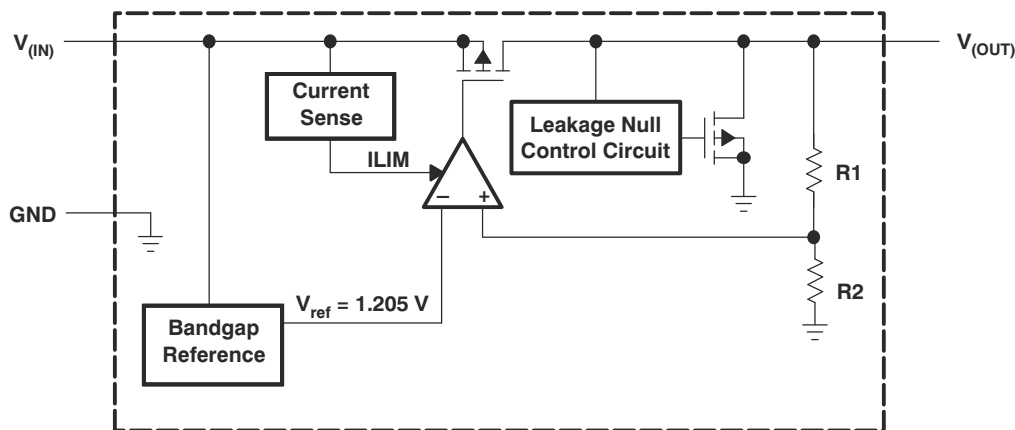 V(IN)
V(OUT)
Current
Sense
Leakage Null
Control Circuit
ILIM
R1
− +
GND
R2
Vref = 1.205 V
Bandgap
Reference